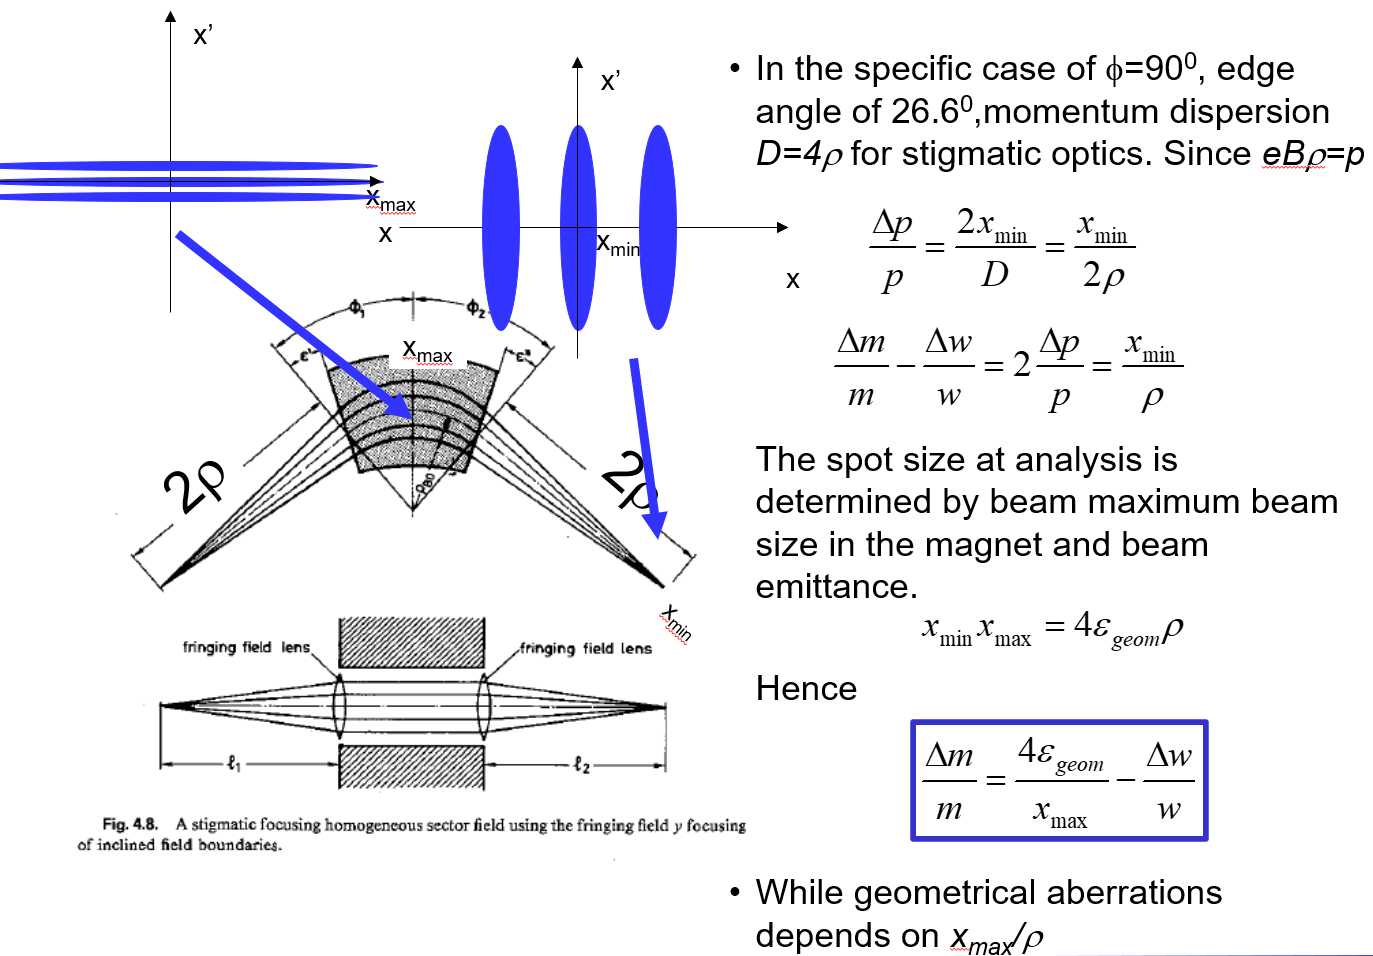 x’
x’
xmax
x
xmin
x
ϕ1
ϕ2
ε'
ε"
xmax
2ρ
2ρ
ρB0
xmin
fringing field lens
fringing field lens
ℓ1
ℓ2
Fig. 4.8. A stigmatic focusing homogeneous sector field using the fringing field y focusing
of inclined field boundaries.
• In the specific case of ϕ=90⁰, edge
angle of 26.6⁰,momentum dispersion
D=4ρ for stigmatic optics. Since eBρ=p
Δp/p = 2xmin/D = xmin/2ρ
Δm/m − Δw/w = 2 Δp/p = xmin/ρ
The spot size at analysis is
determined by beam maximum beam
size in the magnet and beam
emittance.
xmin xmax = 4εgeomρ
Hence
Δm/m = 4εgeom/xmax − Δw/w
• While geometrical aberrations
depends on xmax/ρ